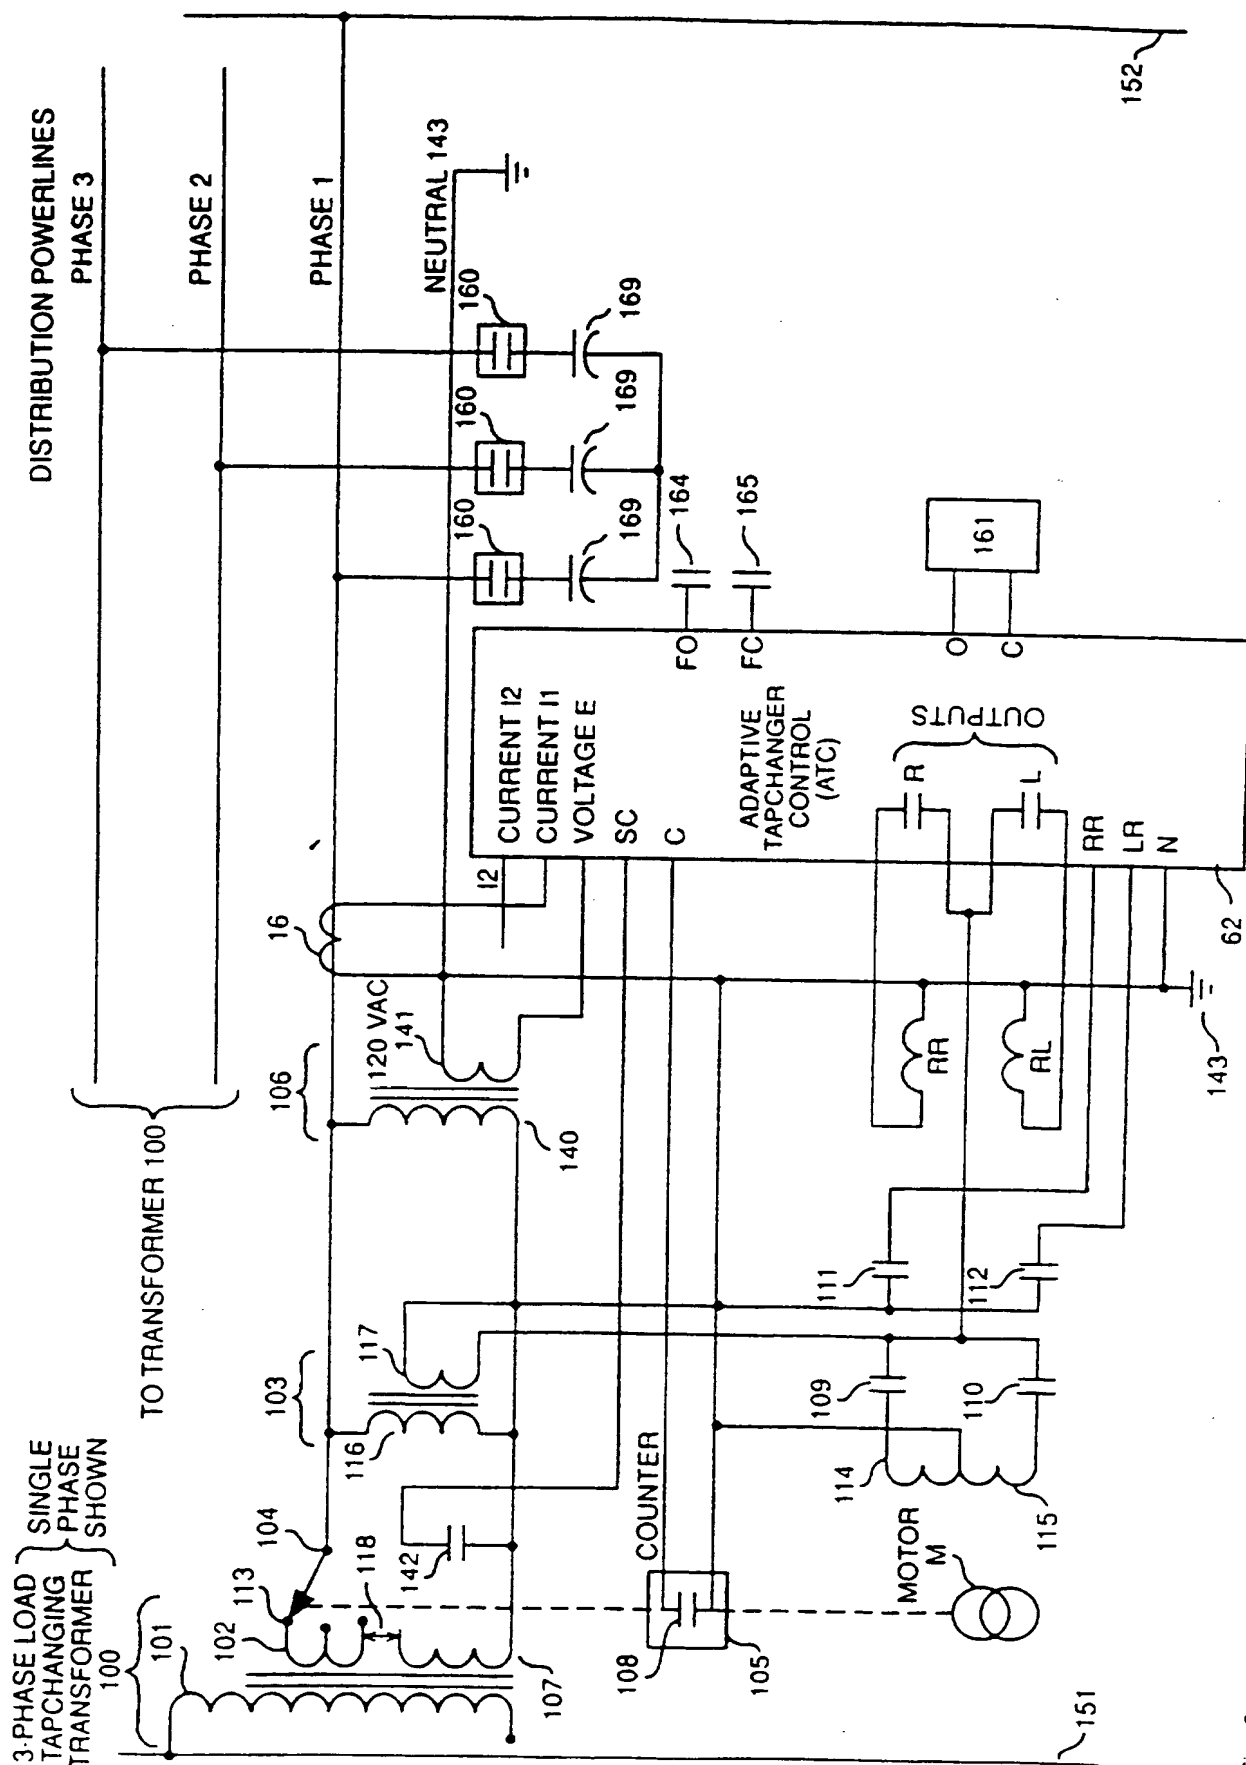 DISTRIBUTION POWERLINES
3-PHASE LOAD
TAPCHANGING
TRANSFORMER
100
SINGLE
PHASE
SHOWN
TO TRANSFORMER 100
PHASE 3
PHASE 2
PHASE 1
NEUTRAL 143
101
102
113
104
118
107
103
116
117
142
106
120 VAC
141
140
16
160
160
160
169
169
169
152
I2
CURRENT I2
CURRENT I1
VOLTAGE E
SC
C
FO
FC
164
165
ADAPTIVE
TAPCHANGER
CONTROL
(ATC)
O
C
161
OUTPUTS
R
L
RR
LR
N
62
143
RR
RL
COUNTER
108
105
111
112
109
110
114
115
MOTOR
M
151